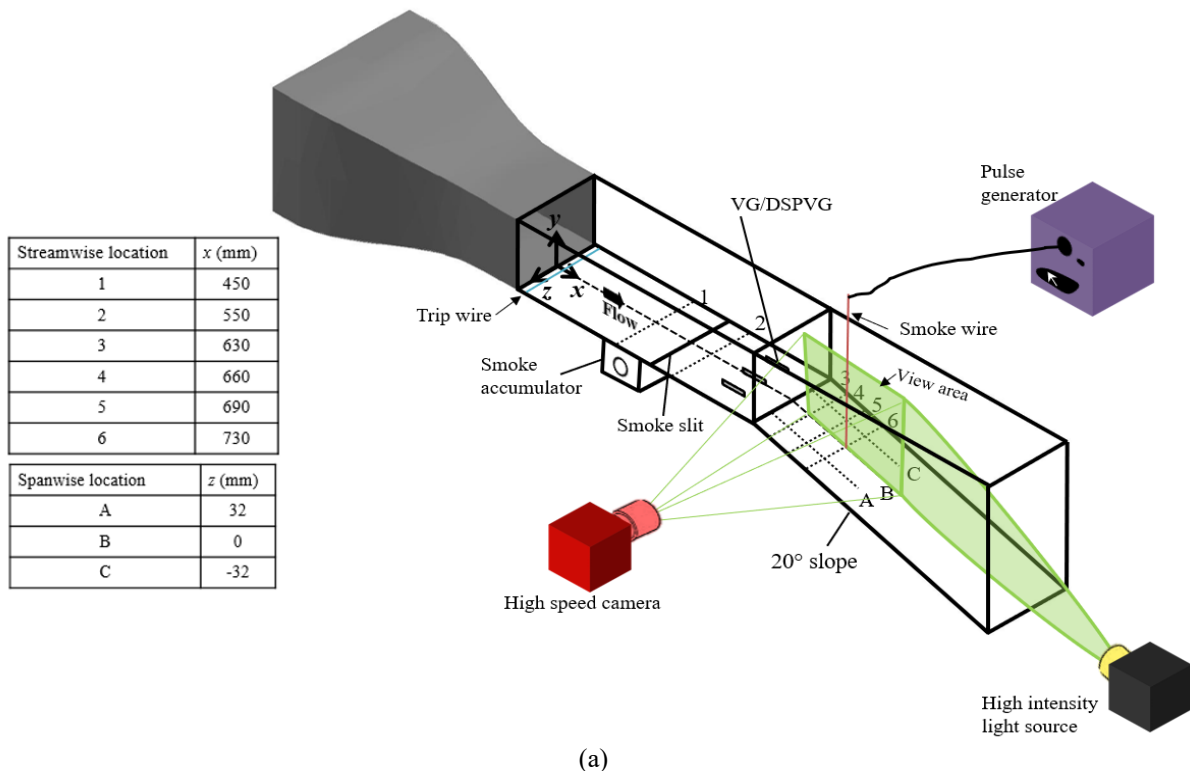 Pulse
generator
VG/DSPVG
Streamwise location x (mm)
1 450
2 550
3 630
4 660
5 690
6 730
Spanwise location z (mm)
A 32
B 0
C -32
y
z
x
Trip wire
Flow
1
2
Smoke wire
Smoke
accumulator
Smoke slit
View area
3
4
5
6
A
B
C
20° slope
High speed camera
High intensity
light source
(a)